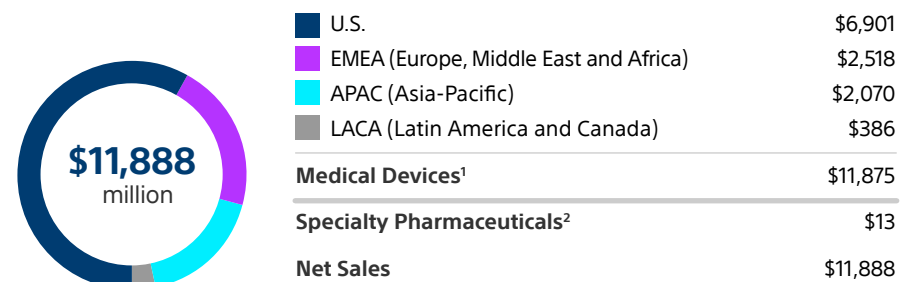 $11,888
million
U.S. $6,901
EMEA (Europe, Middle East and Africa) $2,518
APAC (Asia-Pacific) $2,070
LACA (Latin America and Canada) $386
Medical Devices¹ $11,875
Specialty Pharmaceuticals² $13
Net Sales $11,888